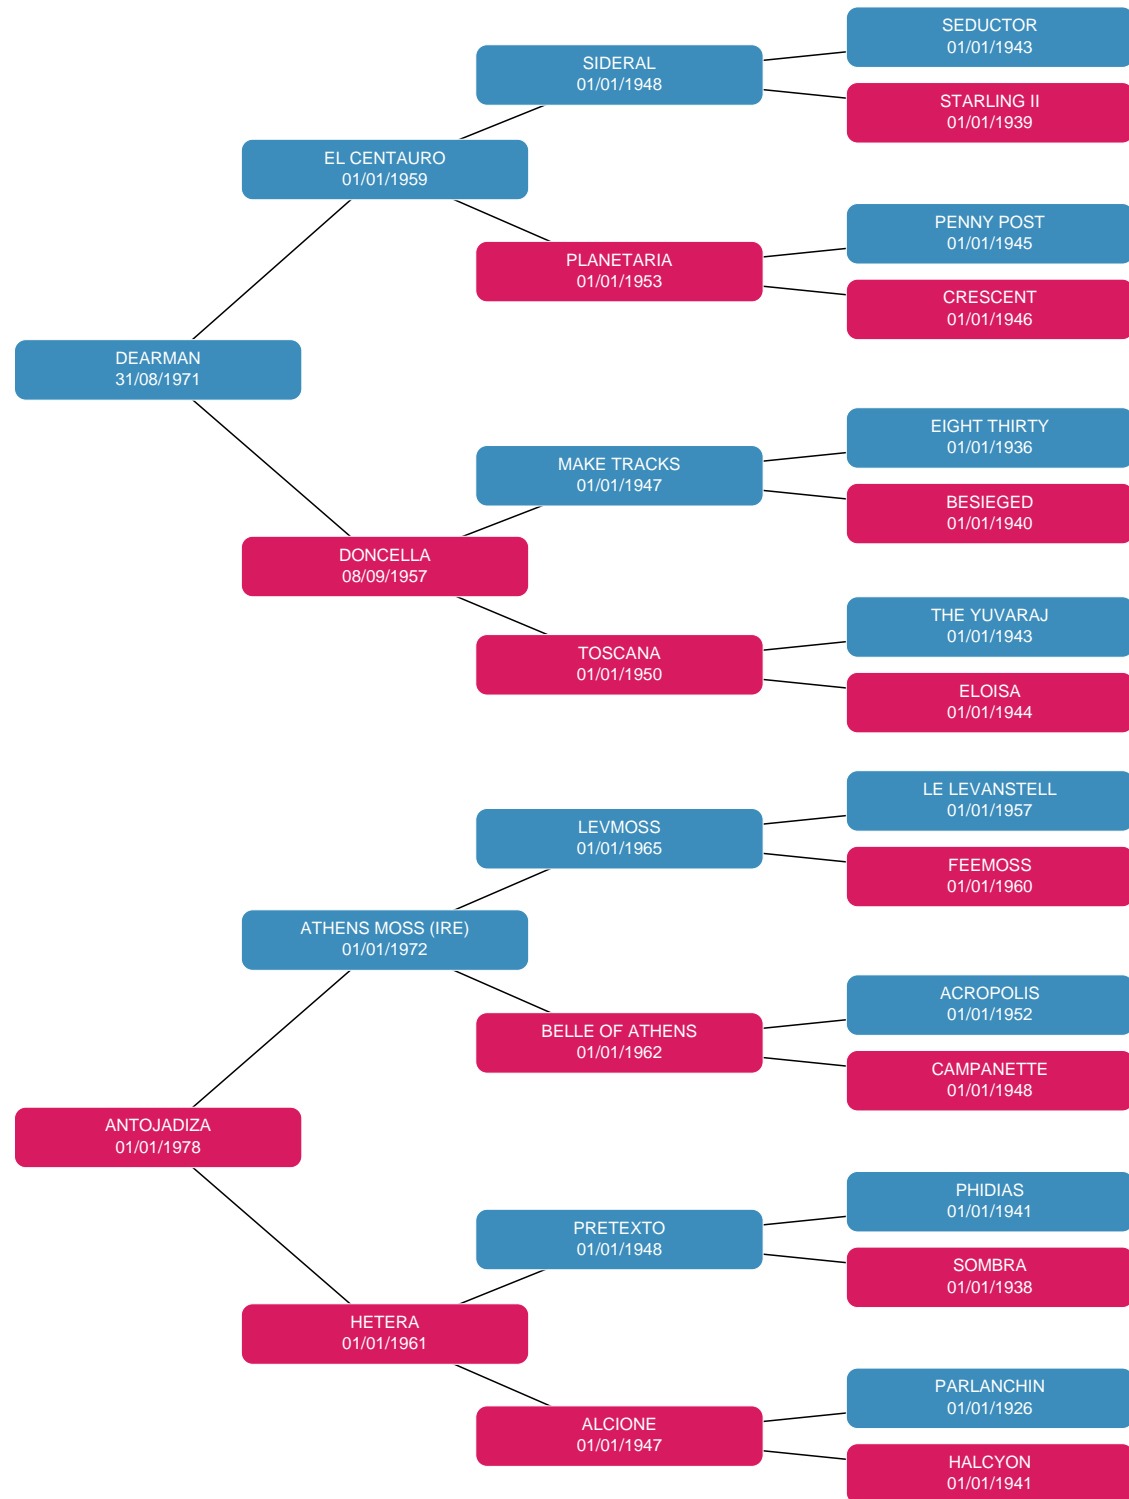 SEDUCTOR
01/01/1943
SIDERAL
01/01/1948
STARLING II
01/01/1939
EL CENTAURO
01/01/1959
PENNY POST
01/01/1945
PLANETARIA
01/01/1953
CRESCENT
01/01/1946
DEARMAN
31/08/1971
EIGHT THIRTY
01/01/1936
MAKE TRACKS
01/01/1947
BESIEGED
01/01/1940
DONCELLA
08/09/1957
THE YUVARAJ
01/01/1943
TOSCANA
01/01/1950
ELOISA
01/01/1944
LE LEVANSTELL
01/01/1957
LEVMOSS
01/01/1965
FEEMOSS
01/01/1960
ATHENS MOSS (IRE)
01/01/1972
ACROPOLIS
01/01/1952
BELLE OF ATHENS
01/01/1962
CAMPANETTE
01/01/1948
ANTOJADIZA
01/01/1978
PHIDIAS
01/01/1941
PRETEXTO
01/01/1948
SOMBRA
01/01/1938
HETERA
01/01/1961
PARLANCHIN
01/01/1926
ALCIONE
01/01/1947
HALCYON
01/01/1941